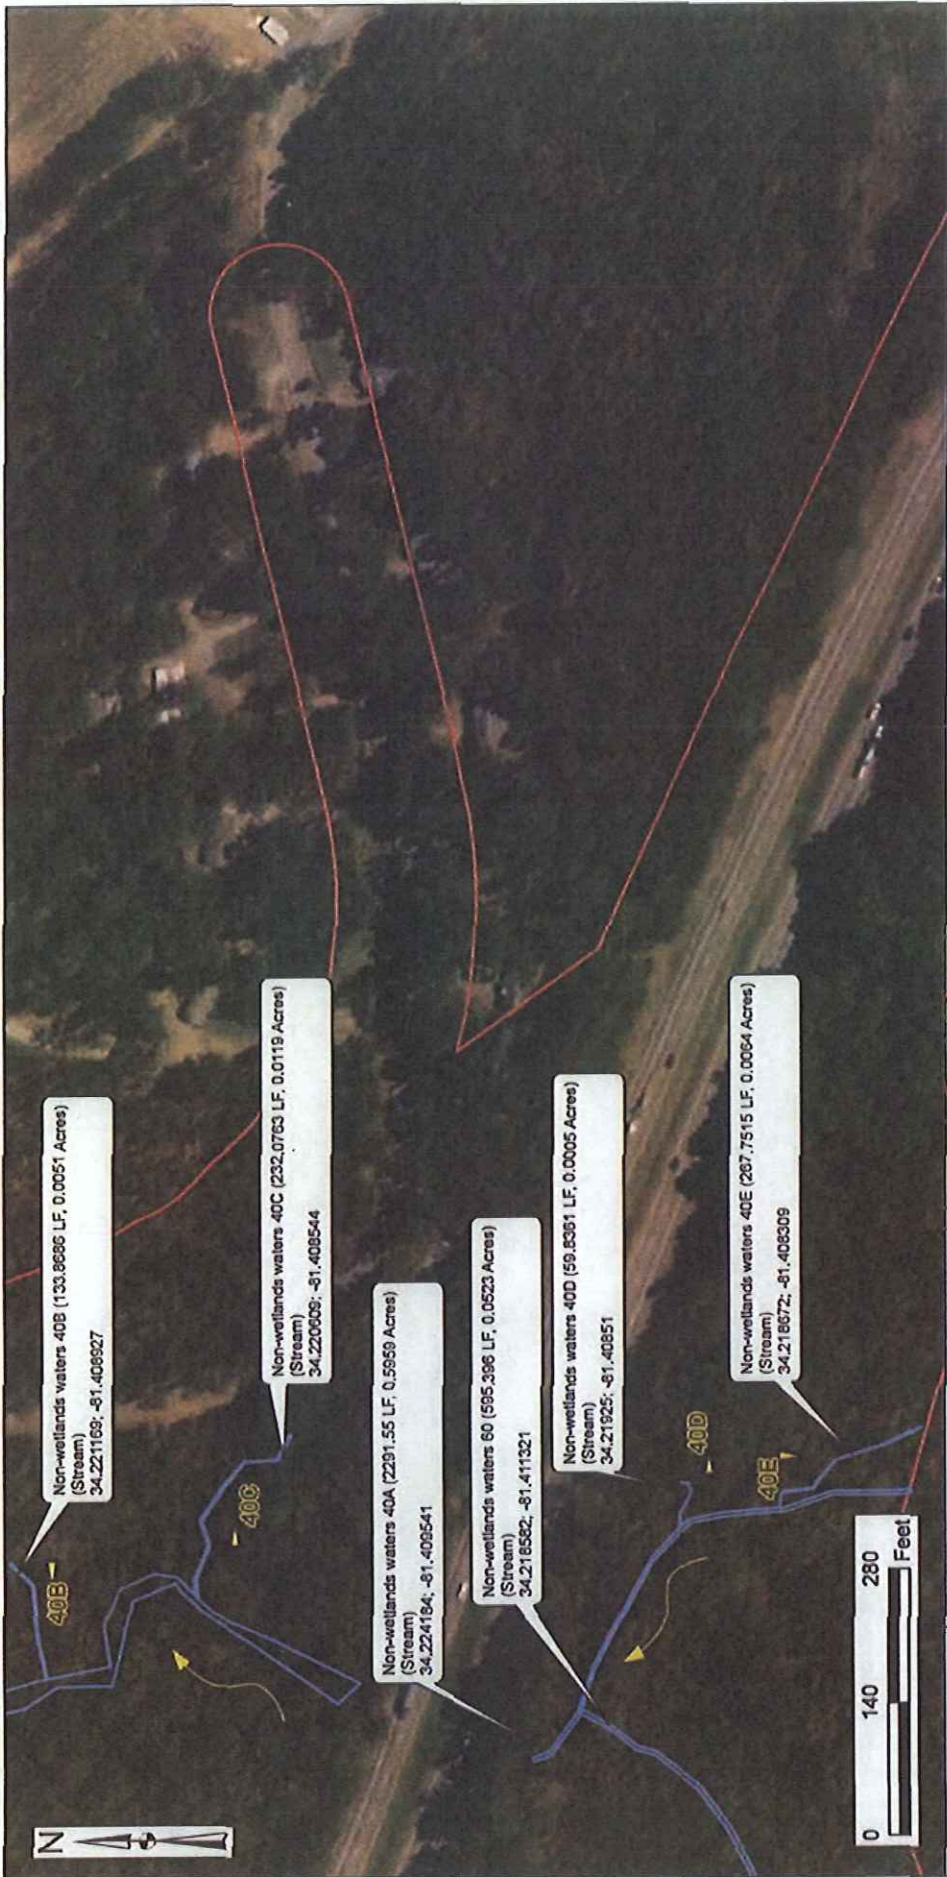 N
Non-wetlands waters 40B (133.8686 LF, 0.0051 Acres)
(Stream)
34.221169; -81.408927
40B
Non-wetlands waters 40C (232.0763 LF, 0.0119 Acres)
(Stream)
34.220609; -81.408544
40C
Non-wetlands waters 40A (2291.55 LF, 0.5959 Acres)
(Stream)
34.224184; -81.409541
Non-wetlands waters 60 (595.396 LF, 0.0523 Acres)
(Stream)
34.218582; -81.411321
Non-wetlands waters 40D (59.8361 LF, 0.0005 Acres)
(Stream)
34.21925; -81.40851
40D
Non-wetlands waters 40E (267.7515 LF, 0.0064 Acres)
(Stream)
34.218672; -81.408309
40E
0 140 280
Feet